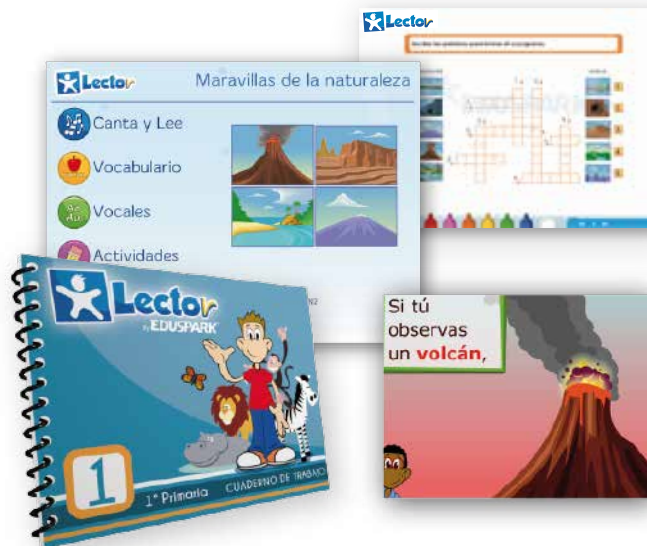 Lector
Lector
Maravillas de la naturaleza
Canta y Lee
Vocabulario
Vocales
Actividades
Lector
by EDUSPARK
1
1° Primaria CUADERNO DE TRABAJO
Si tú
observas
un volcán,